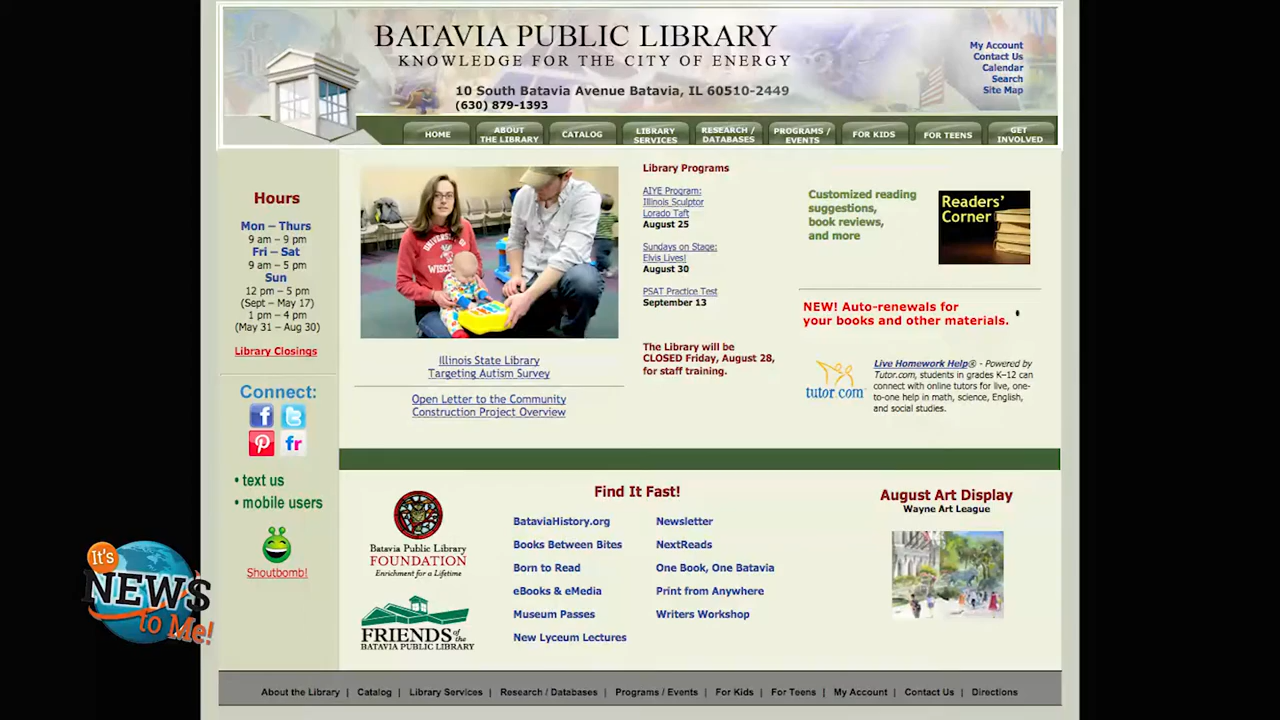 BATAVIA PUBLIC LIBRARY
KNOWLEDGE FOR THE CITY OF ENERGY
10 South Batavia Avenue Batavia, IL 60510-2449
(630) 879-1393
My Account
Contact Us
Calendar
Search
Site Map
HOME
ABOUT
THE LIBRARY
CATALOG
LIBRARY
SERVICES
RESEARCH /
DATABASES
PROGRAMS /
EVENTS
FOR KIDS
FOR TEENS
GET
INVOLVED
Hours
Mon – Thurs
9 am – 9 pm
Fri – Sat
9 am – 5 pm
Sun
12 pm – 5 pm
(Sept – May 17)
1 pm – 4 pm
(May 31 – Aug 30)
Library Closings
Connect:
f
t
p
fr
• text us
• mobile users
Shoutbomb!
It's
NEWS
to Me!
UNIVERSITY
WISCONSIN
Illinois State Library
Targeting Autism Survey
Open Letter to the Community
Construction Project Overview
Library Programs
AIYE Program:
Illinois Sculptor
Lorado Taft
August 25
Sundays on Stage:
Elvis Lives!
August 30
PSAT Practice Test
September 13
The Library will be
CLOSED Friday, August 28,
for staff training.
Customized reading
suggestions,
book reviews,
and more
Readers'
Corner
NEW! Auto-renewals for
your books and other materials.
tutor.com
Live Homework Help® - Powered by
Tutor.com, students in grades K–12 can
connect with online tutors for live, one-
to-one help in math, science, English,
and social studies.
Batavia Public Library
FOUNDATION
Enrichment for a Lifetime
FRIENDS of the
BATAVIA PUBLIC LIBRARY
Find It Fast!
BataviaHistory.org
Books Between Bites
Born to Read
eBooks & eMedia
Museum Passes
New Lyceum Lectures
Newsletter
NextReads
One Book, One Batavia
Print from Anywhere
Writers Workshop
August Art Display
Wayne Art League
About the Library | Catalog | Library Services | Research / Databases | Programs / Events | For Kids | For Teens | My Account | Contact Us | Directions